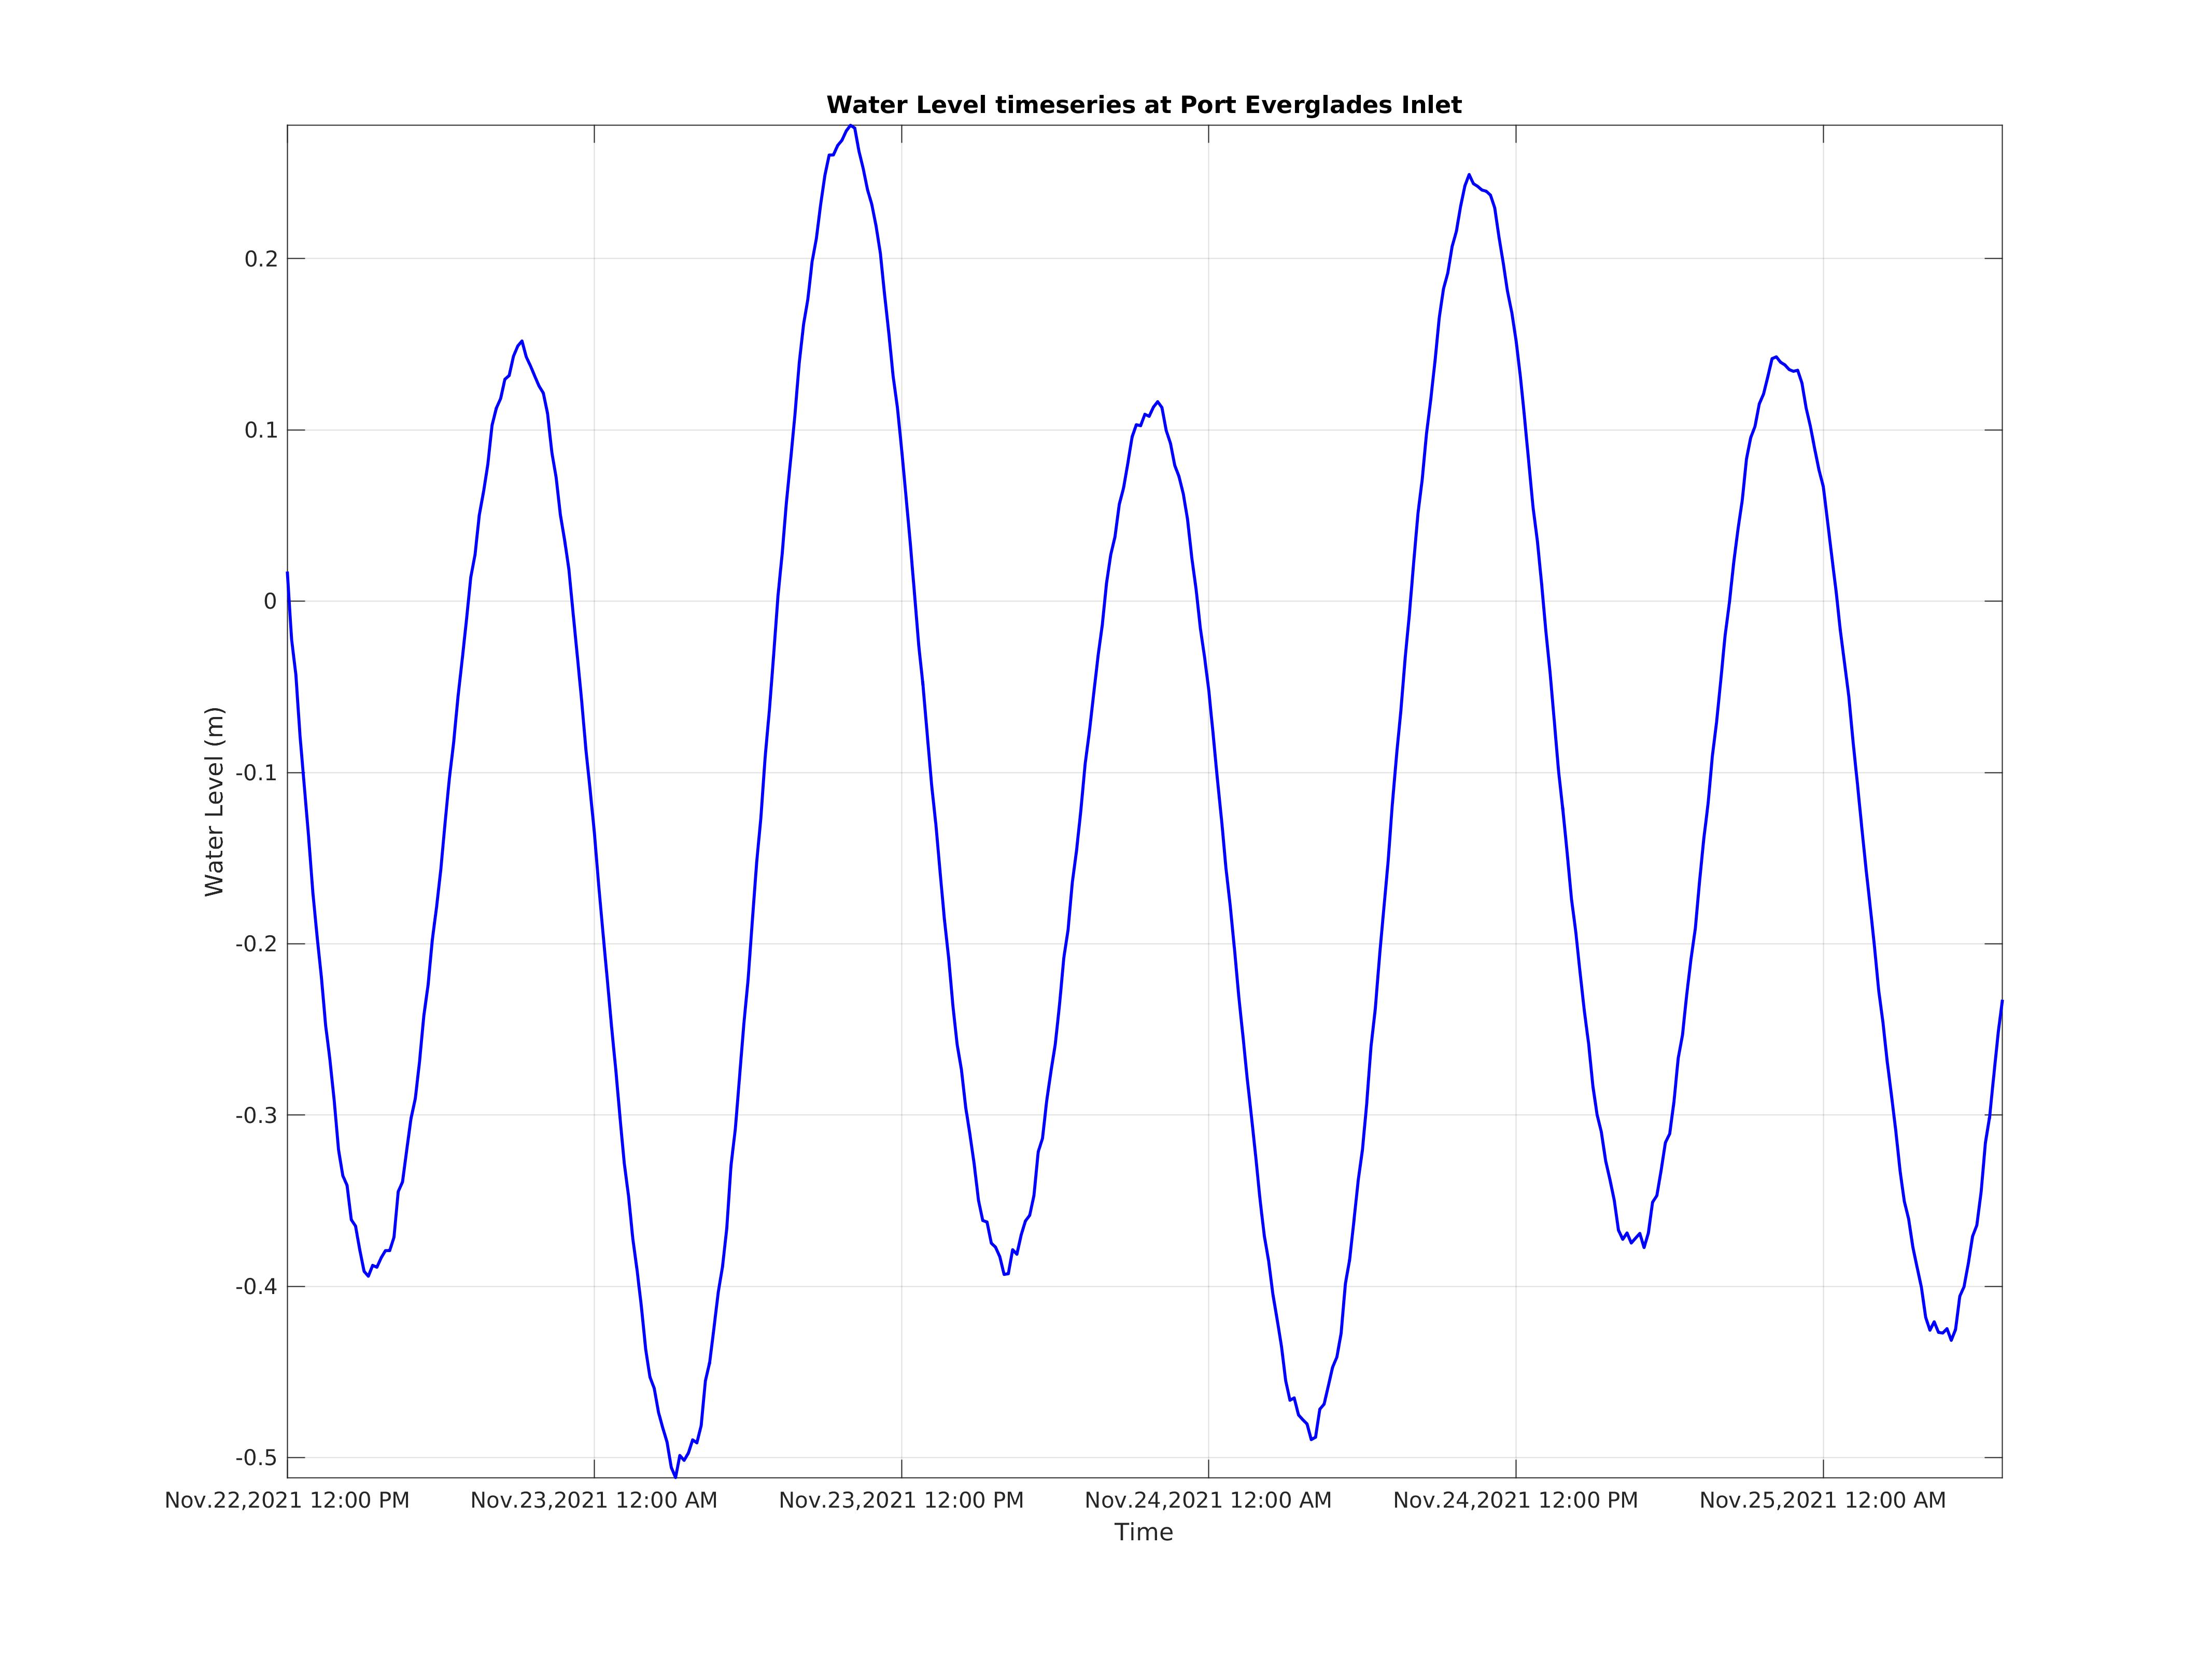 Water Level timeseries at Port Everglades Inlet
0.2
0.1
0
-0.1
-0.2
-0.3
-0.4
-0.5
Water Level (m)
Nov.22,2021 12:00 PM Nov.23,2021 12:00 AM Nov.23,2021 12:00 PM Nov.24,2021 12:00 AM Nov.24,2021 12:00 PM Nov.25,2021 12:00 AM
Time